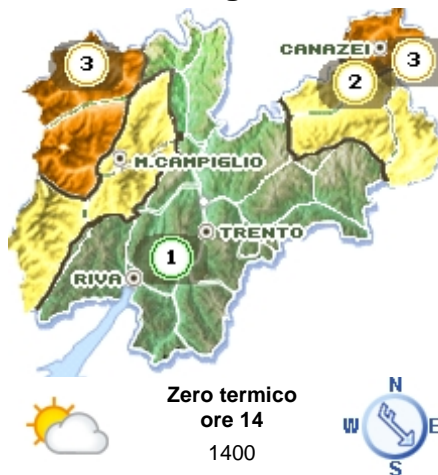 CANAZEI
3
3
2
M.CAMPIGLIO
TRENTO
1
RIVA
Zero termico
ore 14
1400
N
W E
S